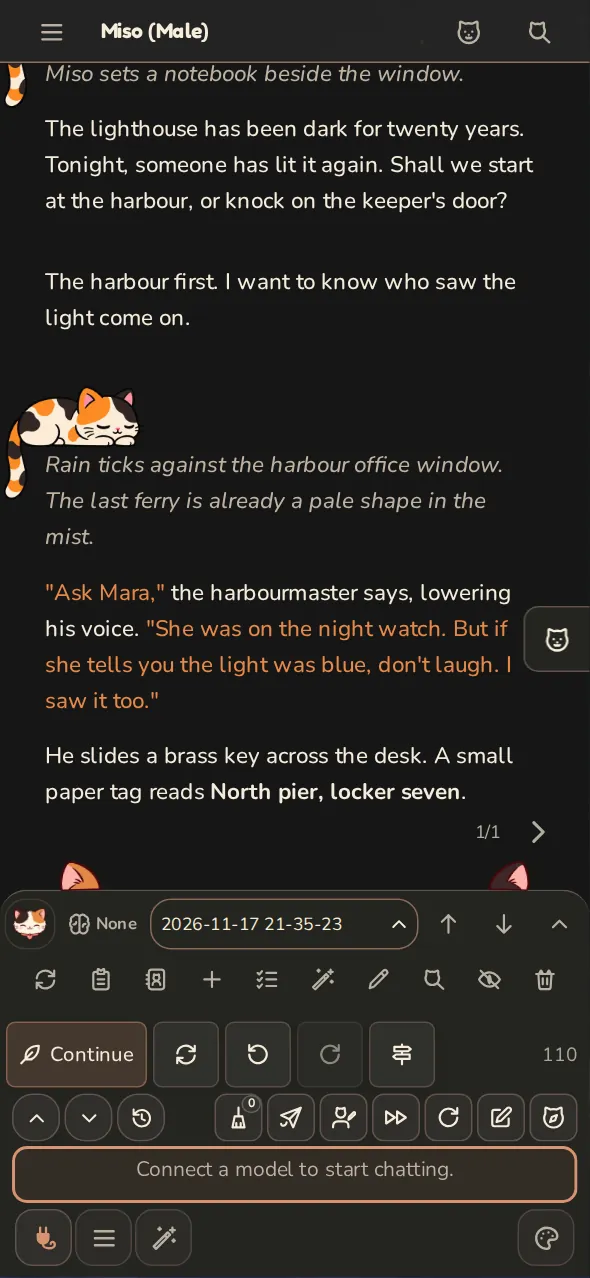 Miso (Male)
Miso sets a notebook beside the window.
The lighthouse has been dark for twenty years.
Tonight, someone has lit it again. Shall we start
at the harbour, or knock on the keeper's door?
The harbour first. I want to know who saw the
light come on.
Rain ticks against the harbour office window.
The last ferry is already a pale shape in the
mist.
"Ask Mara," the harbourmaster says, lowering
his voice. "She was on the night watch. But if
she tells you the light was blue, don't laugh. I
saw it too."
He slides a brass key across the desk. A small
paper tag reads North pier, locker seven.
1/1
None
2026-11-17 21-35-23
Continue
110
0
Connect a model to start chatting.